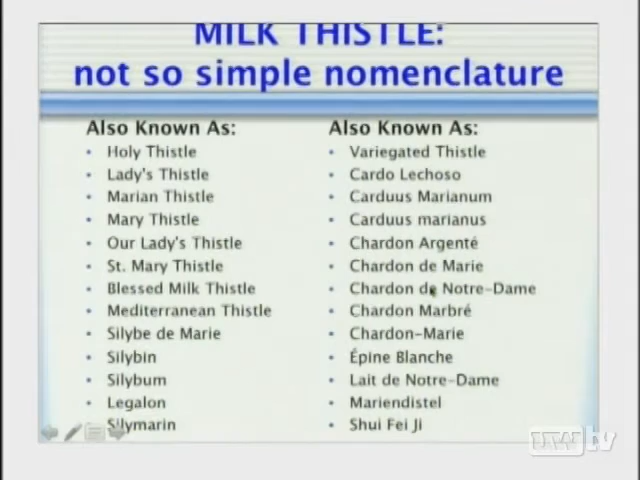 MILK THISTLE:
not so simple nomenclature
Also Known As:
• Holy Thistle
• Lady's Thistle
• Marian Thistle
• Mary Thistle
• Our Lady's Thistle
• St. Mary Thistle
• Blessed Milk Thistle
• Mediterranean Thistle
• Silybe de Marie
• Silybin
• Silybum
• Legalon
• Silymarin
Also Known As:
• Variegated Thistle
• Cardo Lechoso
• Carduus Marianum
• Carduus marianus
• Chardon Argenté
• Chardon de Marie
• Chardon de Notre-Dame
• Chardon Marbré
• Chardon-Marie
• Épine Blanche
• Lait de Notre-Dame
• Mariendistel
• Shui Fei Ji
uwtv